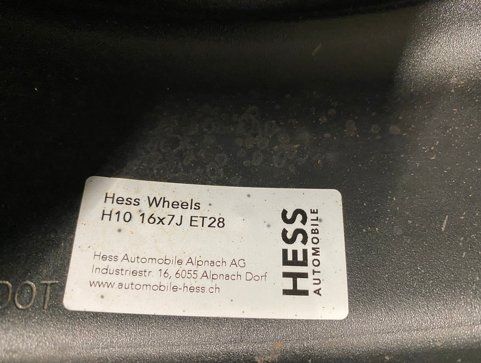 Hess Wheels
H10 16x7J ET28
Hess Automobile Alpnach AG
Industriestr. 16, 6055 Alpnach Dorf
www.automobile-hess.ch
HESS
AUTOMOBILE
DOT